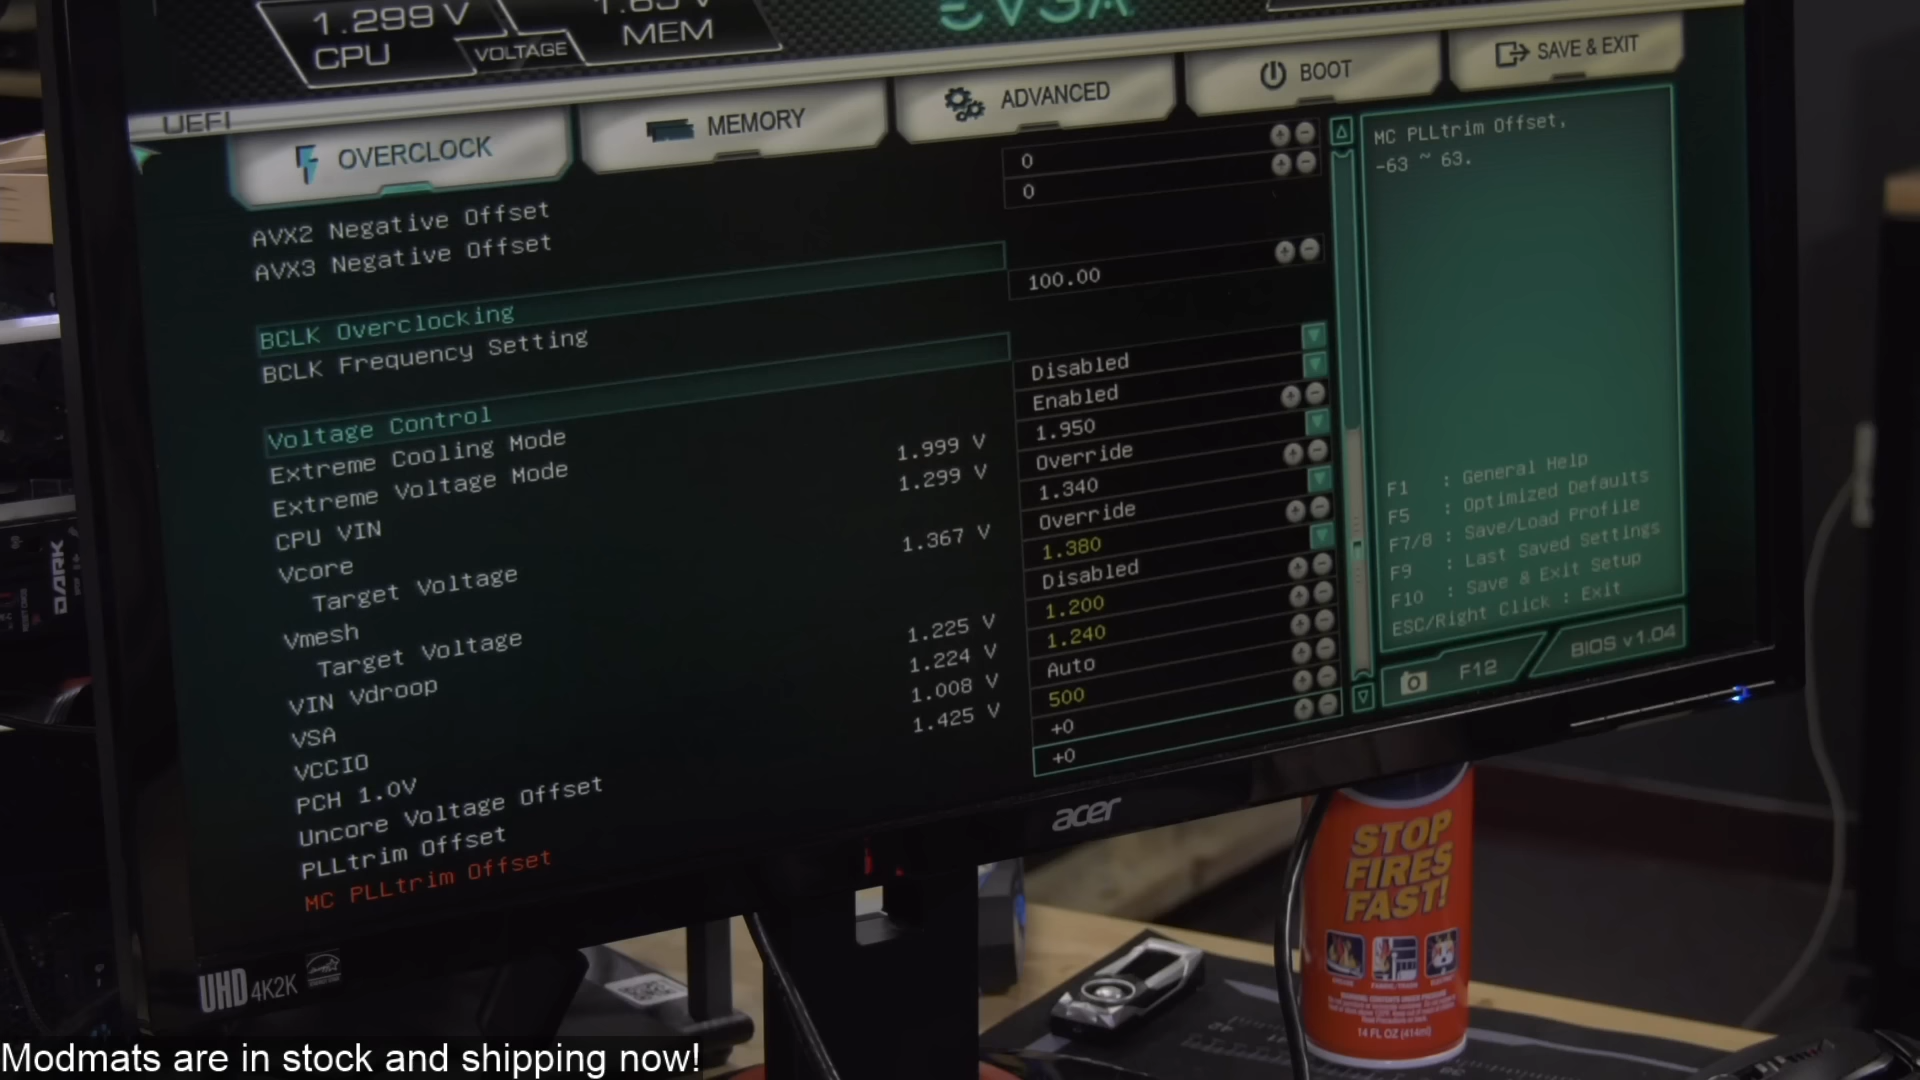 1.299 V
CPU
VOLTAGE
MEM
EVGA
UEFI
OVERCLOCK
MEMORY
ADVANCED
BOOT
SAVE & EXIT
AVX2 Negative Offset 0
AVX3 Negative Offset 0
BCLK Overclocking
BCLK Frequency Setting 100.00
Voltage Control
Extreme Cooling Mode Disabled
Extreme Voltage Mode Enabled
CPU VIN 1.999 V 1.950
Vcore 1.299 V Override
Target Voltage 1.340
Vmesh 1.367 V Override
Target Voltage 1.380
VIN Vdroop Disabled
VSA 1.225 V 1.200
VCCIO 1.224 V 1.240
PCH 1.0V 1.008 V Auto
Uncore Voltage Offset 1.425 V 500
PLLtrim Offset +0
MC PLLtrim Offset +0
MC PLLtrim Offset,
-63 ~ 63.
F1 : General Help
F5 : Optimized Defaults
F7/8 : Save/Load Profile
F9 : Last Saved Settings
F10 : Save & Exit Setup
ESC/Right Click : Exit
F12
BIOS v1.04
acer
UHD 4K2K
DARK
STOP
FIRES
FAST!
14 FL OZ (414ml)
Modmats are in stock and shipping now!